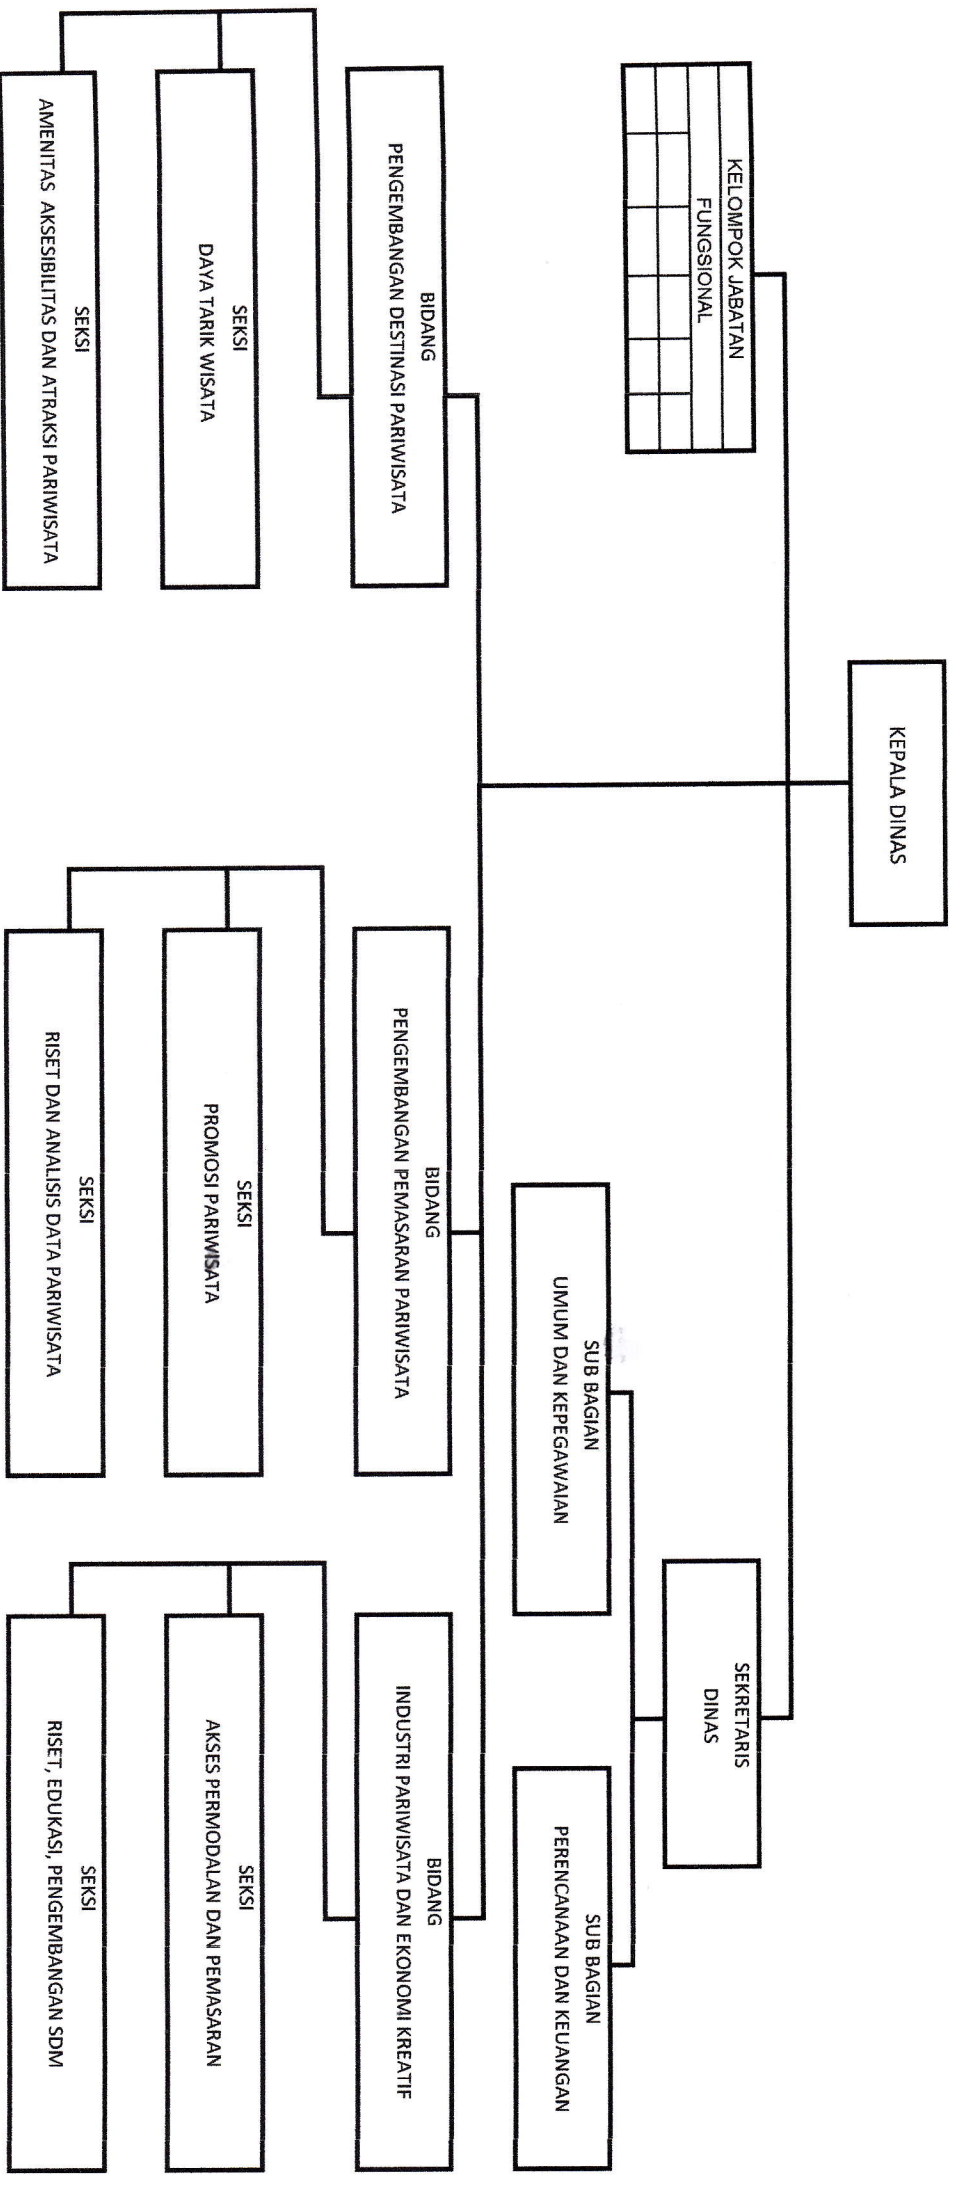 KEPALA DINAS
KELOMPOK JABATAN
FUNGSIONAL
SEKRETARIS
DINAS
SUB BAGIAN
UMUM DAN KEPEGAWAIAN
SUB BAGIAN
PERENCANAAN DAN KEUANGAN
BIDANG
PENGEMBANGAN DESTINASI PARIWISATA
BIDANG
PENGEMBANGAN PEMASARAN PARIWISATA
BIDANG
INDUSTRI PARIWISATA DAN EKONOMI KREATIF
SEKSI
DAYA TARIK WISATA
SEKSI
PROMOSI PARIWISATA
SEKSI
AKSES PERMODALAN DAN PEMASARAN
SEKSI
AMENITAS AKSESIBILITAS DAN ATRAKSI PARIWISATA
SEKSI
RISET DAN ANALISIS DATA PARIWISATA
SEKSI
RISET, EDUKASI, PENGEMBANGAN SDM